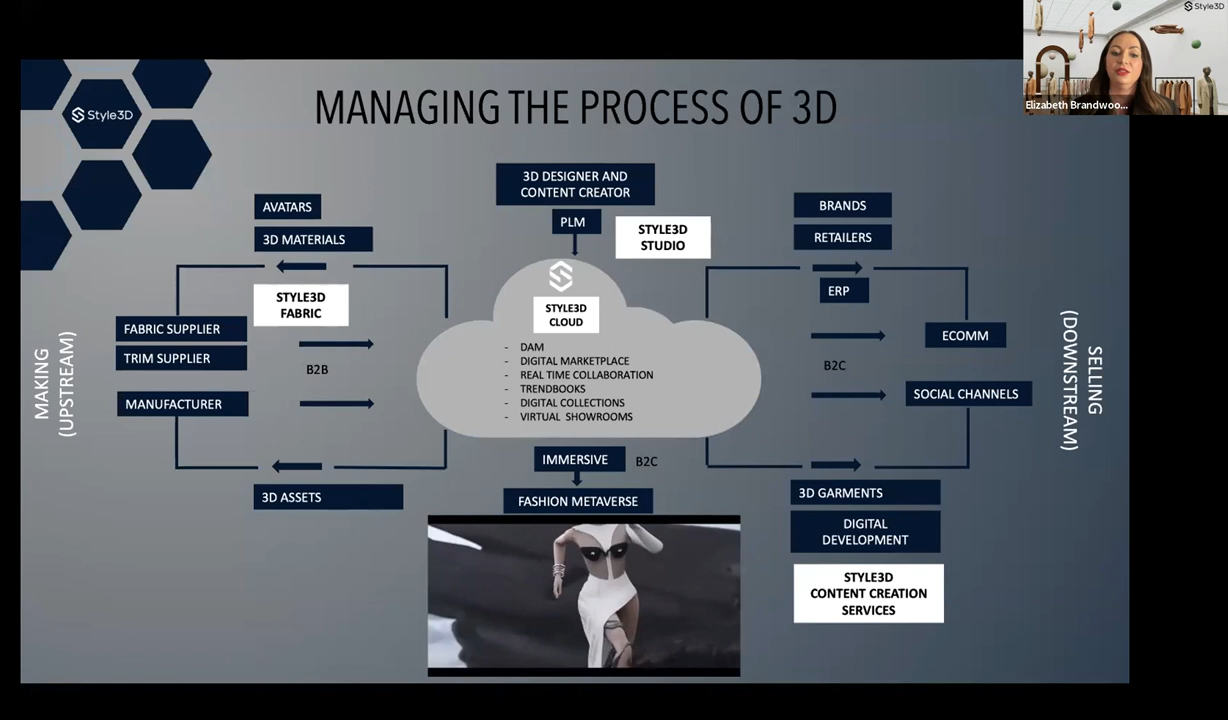 Style3D
Elizabeth Brandwoo...
Style3D
MANAGING THE PROCESS OF 3D
AVATARS
3D MATERIALS
STYLE3D
FABRIC
FABRIC SUPPLIER
TRIM SUPPLIER
MANUFACTURER
B2B
3D ASSETS
MAKING
(UPSTREAM)
3D DESIGNER AND
CONTENT CREATOR
PLM
STYLE3D
STUDIO
STYLE3D
CLOUD
- DAM
- DIGITAL MARKETPLACE
- REAL TIME COLLABORATION
- TRENDBOOKS
- DIGITAL COLLECTIONS
- VIRTUAL SHOWROOMS
IMMERSIVE
B2C
FASHION METAVERSE
BRANDS
RETAILERS
ERP
B2C
ECOMM
SOCIAL CHANNELS
3D GARMENTS
DIGITAL
DEVELOPMENT
STYLE3D
CONTENT CREATION
SERVICES
SELLING
(DOWNSTREAM)